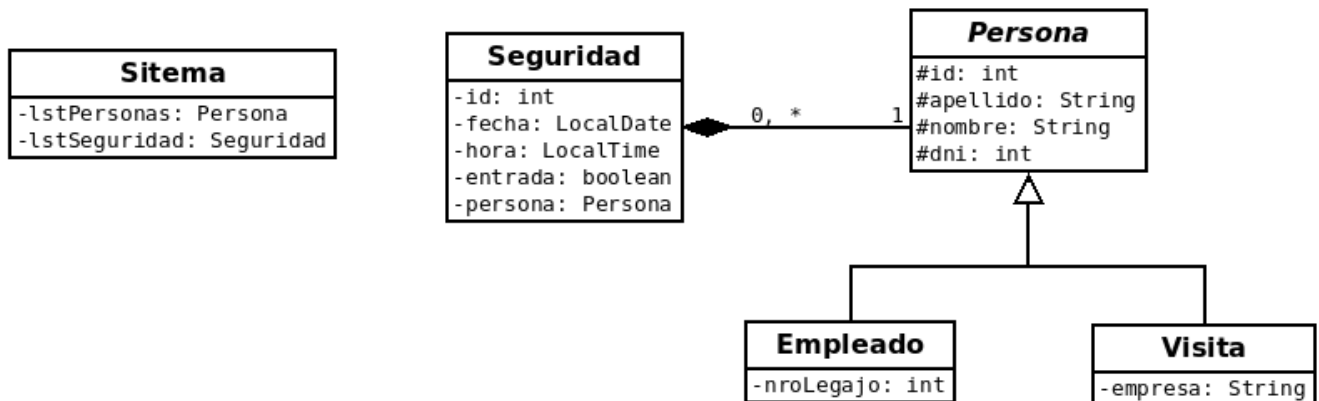 Sitema
-lstPersonas: Persona
-lstSeguridad: Seguridad
Seguridad
-id: int
-fecha: LocalDate
-hora: LocalTime
-entrada: boolean
-persona: Persona
0, *
1
Persona
#id: int
#apellido: String
#nombre: String
#dni: int
Empleado
-nroLegajo: int
Visita
-empresa: String